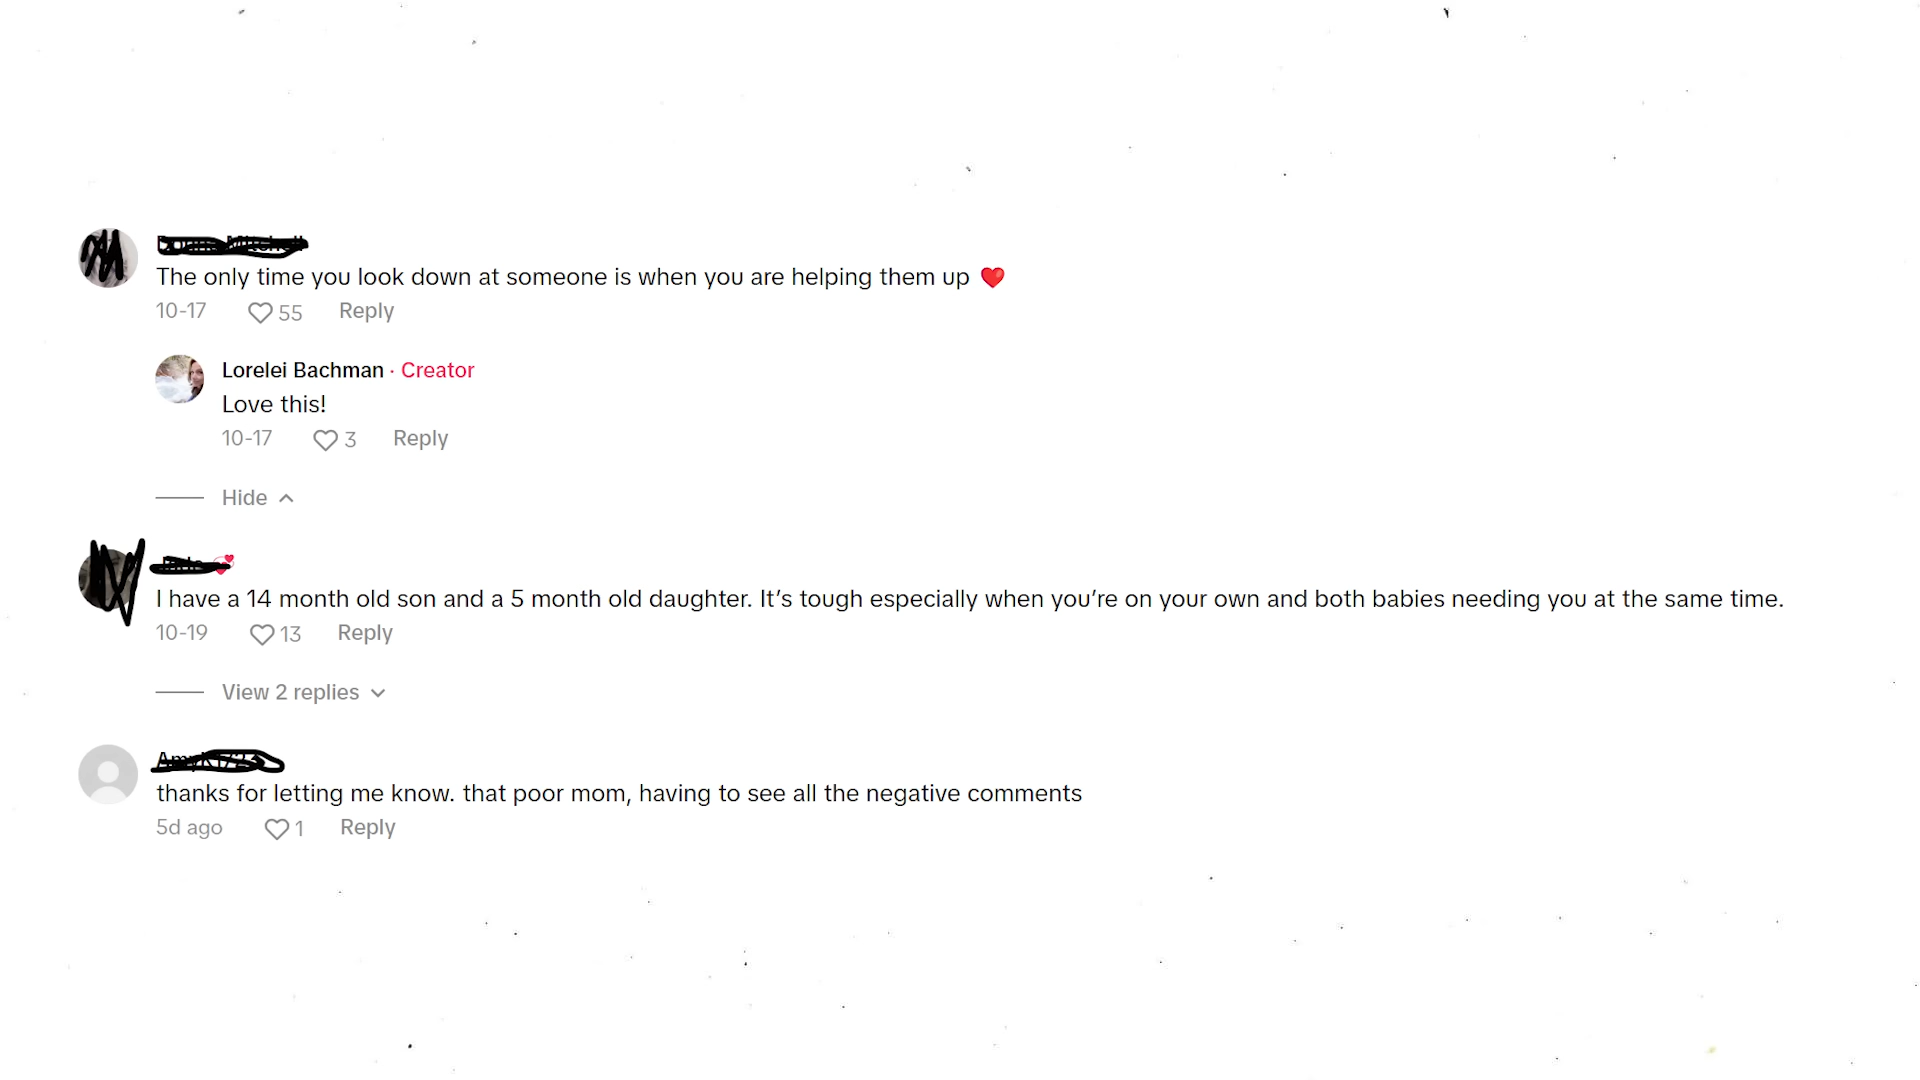 The only time you look down at someone is when you are helping them up ❤️
10-17 55 Reply
Lorelei Bachman · Creator
Love this!
10-17 3 Reply
Hide
I have a 14 month old son and a 5 month old daughter. It’s tough especially when you’re on your own and both babies needing you at the same time.
10-19 13 Reply
View 2 replies
thanks for letting me know. that poor mom, having to see all the negative comments
5d ago 1 Reply